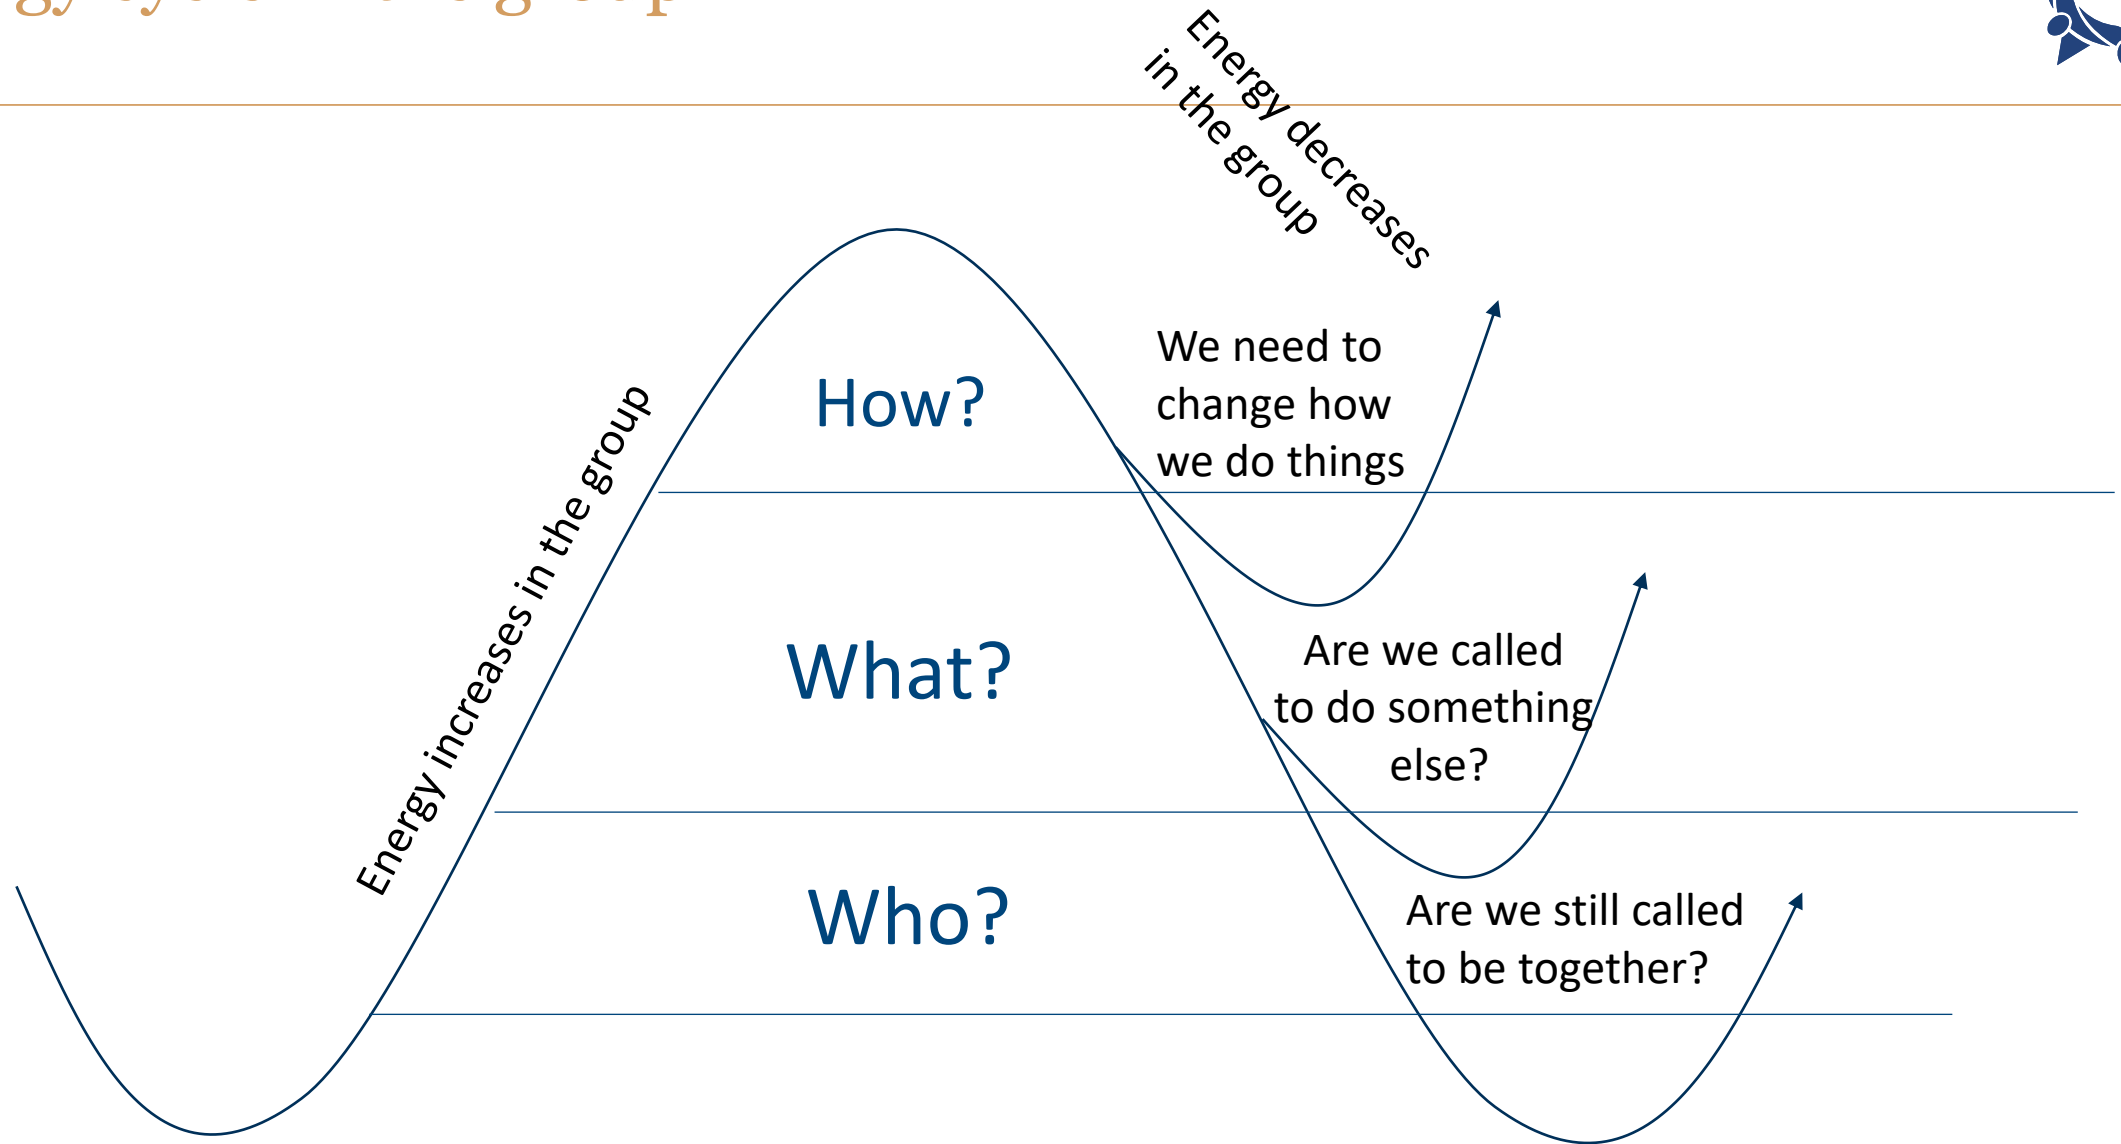 Energy decreases
in the group
Energy increases in the group
How?
We need to
change how
we do things
What?
Are we called
to do something
else?
Who?
Are we still called
to be together?